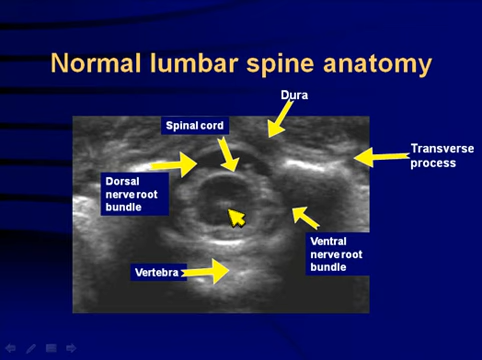 Normal lumbar spine anatomy
Dura
Spinal cord
Transverse
process
Dorsal
nerve root
bundle
Ventral
nerve root
bundle
Vertebra